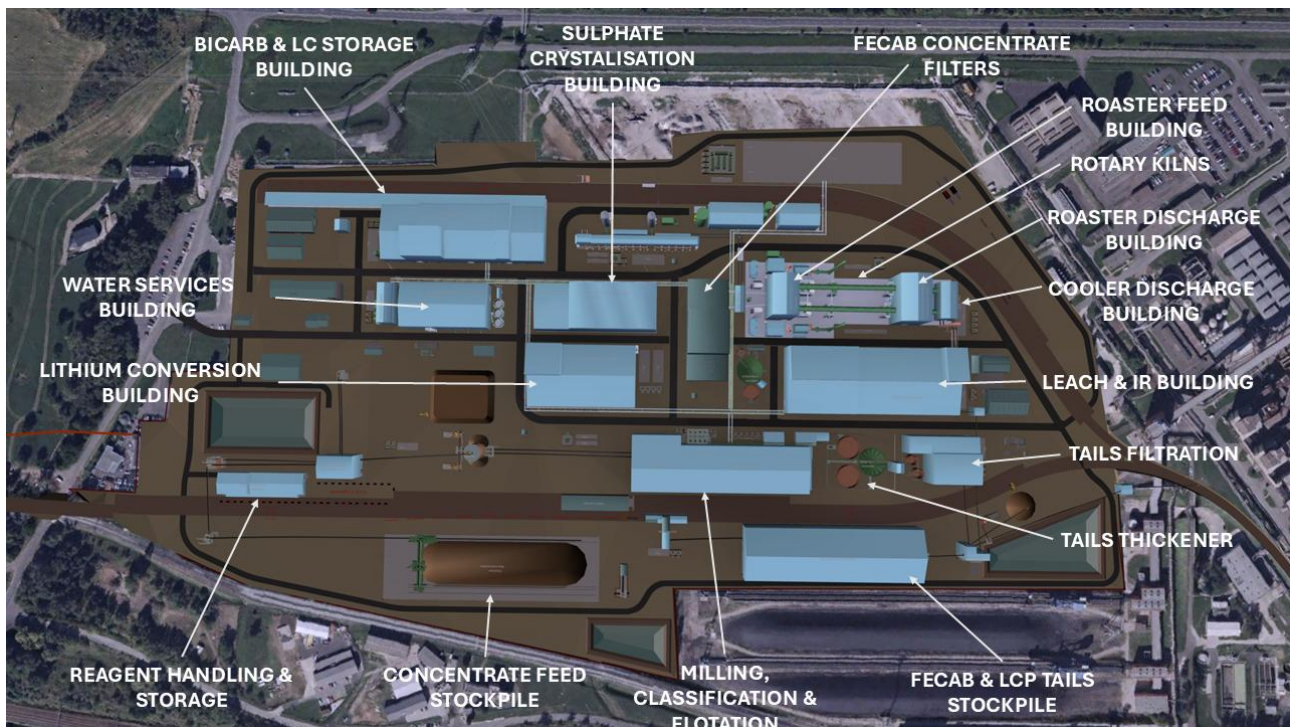 BICARB & LC STORAGE
BUILDING
SULPHATE
CRYSTALISATION
BUILDING
FECAB CONCENTRATE
FILTERS
ROASTER FEED
BUILDING
ROTARY KILNS
ROASTER DISCHARGE
BUILDING
COOLER DISCHARGE
BUILDING
WATER SERVICES
BUILDING
LITHIUM CONVERSION
BUILDING
LEACH & IR BUILDING
TAILS FILTRATION
TAILS THICKENER
REAGENT HANDLING &
STORAGE
CONCENTRATE FEED
STOCKPILE
MILLING,
CLASSIFICATION &
FLOTATION
FECAB & LCP TAILS
STOCKPILE